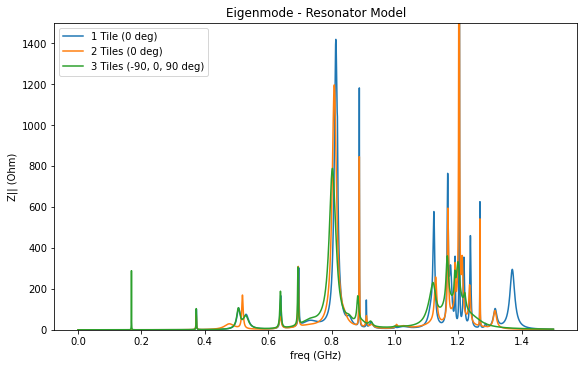 Eigenmode - Resonator Model
1 Tile (0 deg)
2 Tiles (0 deg)
3 Tiles (-90, 0, 90 deg)
1400
1200
1000
800
600
400
200
0
Z|| (Ohm)
0.0 0.2 0.4 0.6 0.8 1.0 1.2 1.4
freq (GHz)